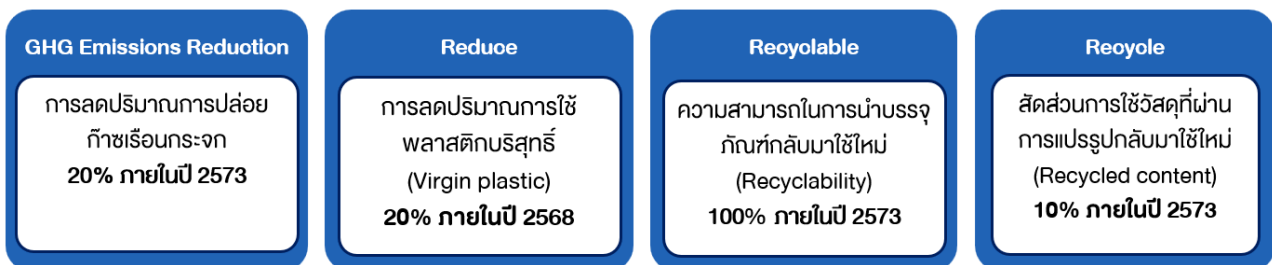 GHG Emissions Reduotion
การลดปริมาณการปล่อย
ก๊าซเรือนกระจก
20% ภายในปี 2573
Reduoe
การลดปริมาณการใช้
พลาสติกบริสุทธิ์
(Virgin plastic)
20% ภายในปี 2568
Reoyolable
ความสามารถในการนำบรรจุ
ภัณฑ์กลับมาใช้ใหม่
(Recyclability)
100% ภายในปี 2573
Reoyole
สัดส่วนการใช้วัสดุที่ผ่าน
การแปรรูปกลับมาใช้ใหม่
(Recycled content)
10% ภายในปี 2573